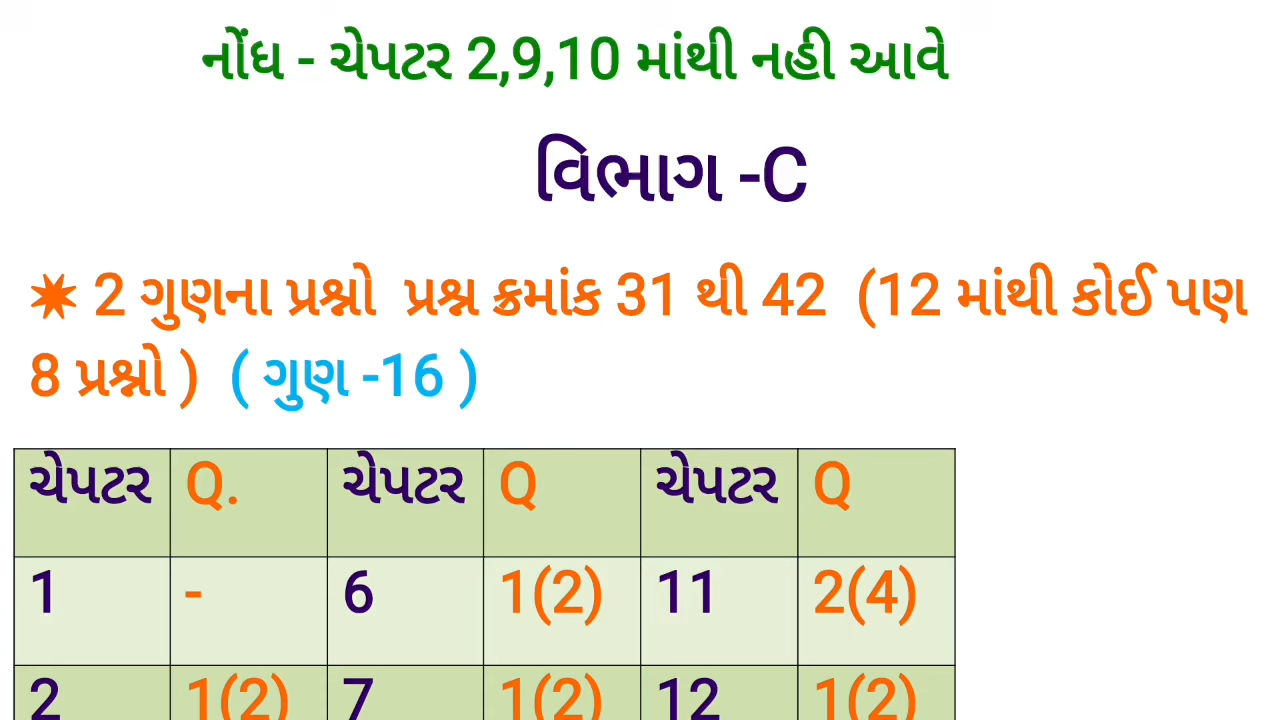 નોંધ - ચેપટર 2,9,10 માંથી નહી આવે
વિભાગ -C
✷ 2 ગુણના પ્રશ્નો પ્રશ્ન ક્રમાંક 31 થી 42 (12 માંથી કોઈ પણ
8 પ્રશ્નો ) ( ગુણ -16 )
ચેપટર Q. ચેપટર Q ચેપટર Q
1 - 6 1(2) 11 2(4)
2 1(2) 7 1(2) 12 1(2)